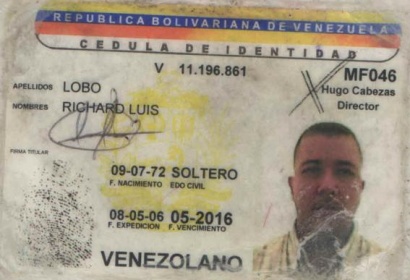 REPUBLICA BOLIVARIANA DE VENEZUELA
CEDULA DE IDENTIDAD
V 11.196.861
MF046
Hugo Cabezas
Director
APELLIDOS LOBO
NOMBRES RICHARD LUIS
FIRMA TITULAR
09-07-72 SOLTERO
F. NACIMIENTO EDO CIVIL
08-05-06 05-2016
F. EXPEDICION F. VENCIMIENTO
VENEZOLANO